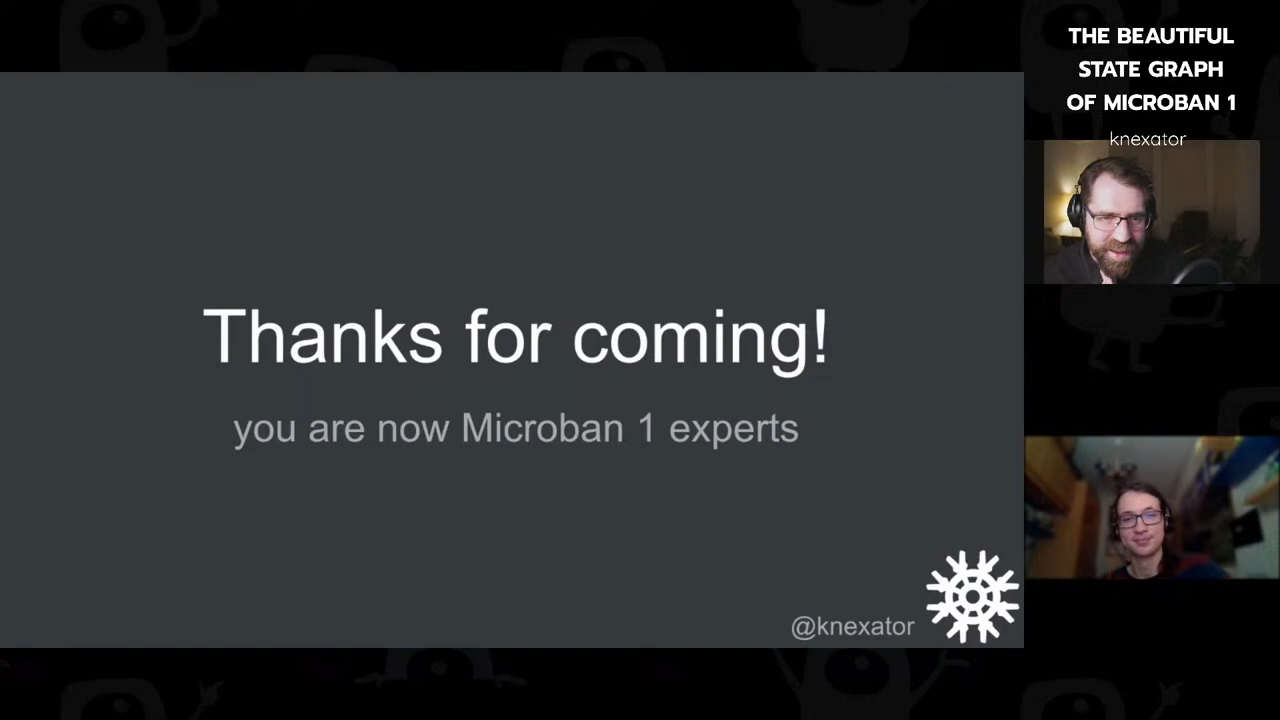 THE BEAUTIFUL
STATE GRAPH
OF MICROBAN 1
knexator
Thanks for coming!
you are now Microban 1 experts
@knexator